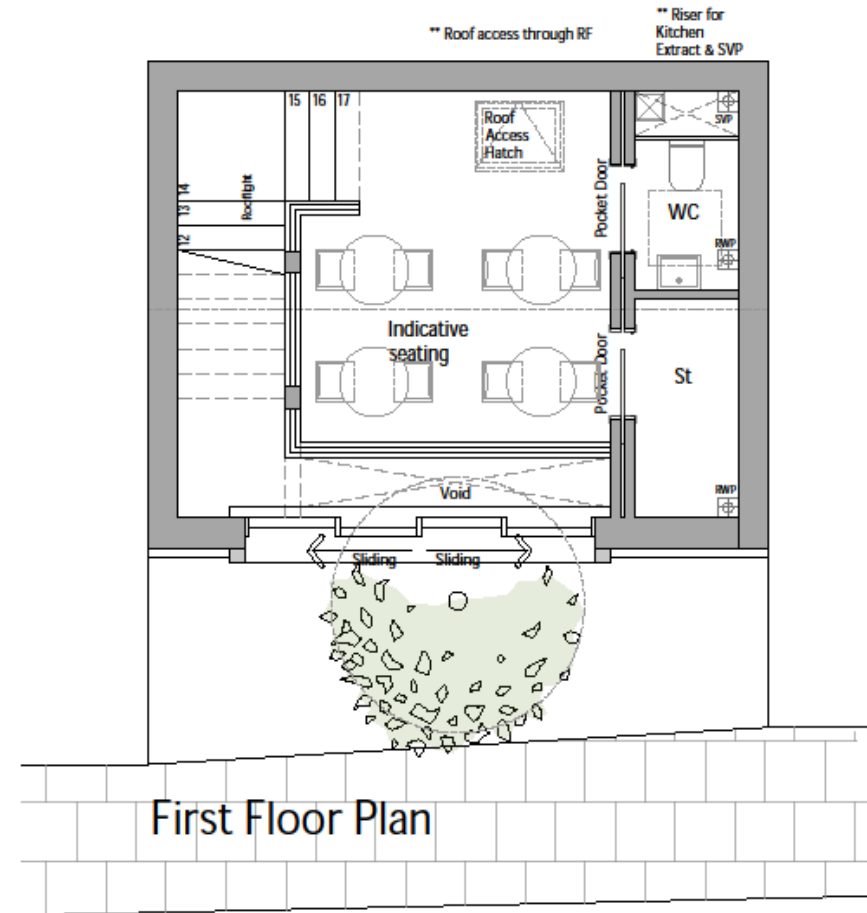 ** Roof access through RF
** Riser for
Kitchen
Extract & SVP
15 16 17
Roof
Access
Hatch
SVP
14
13
12
Rooflight
Pocket Door
WC
RWP
Indicative
seating
Pocket Door
St
RWP
Void
Sliding Sliding
First Floor Plan